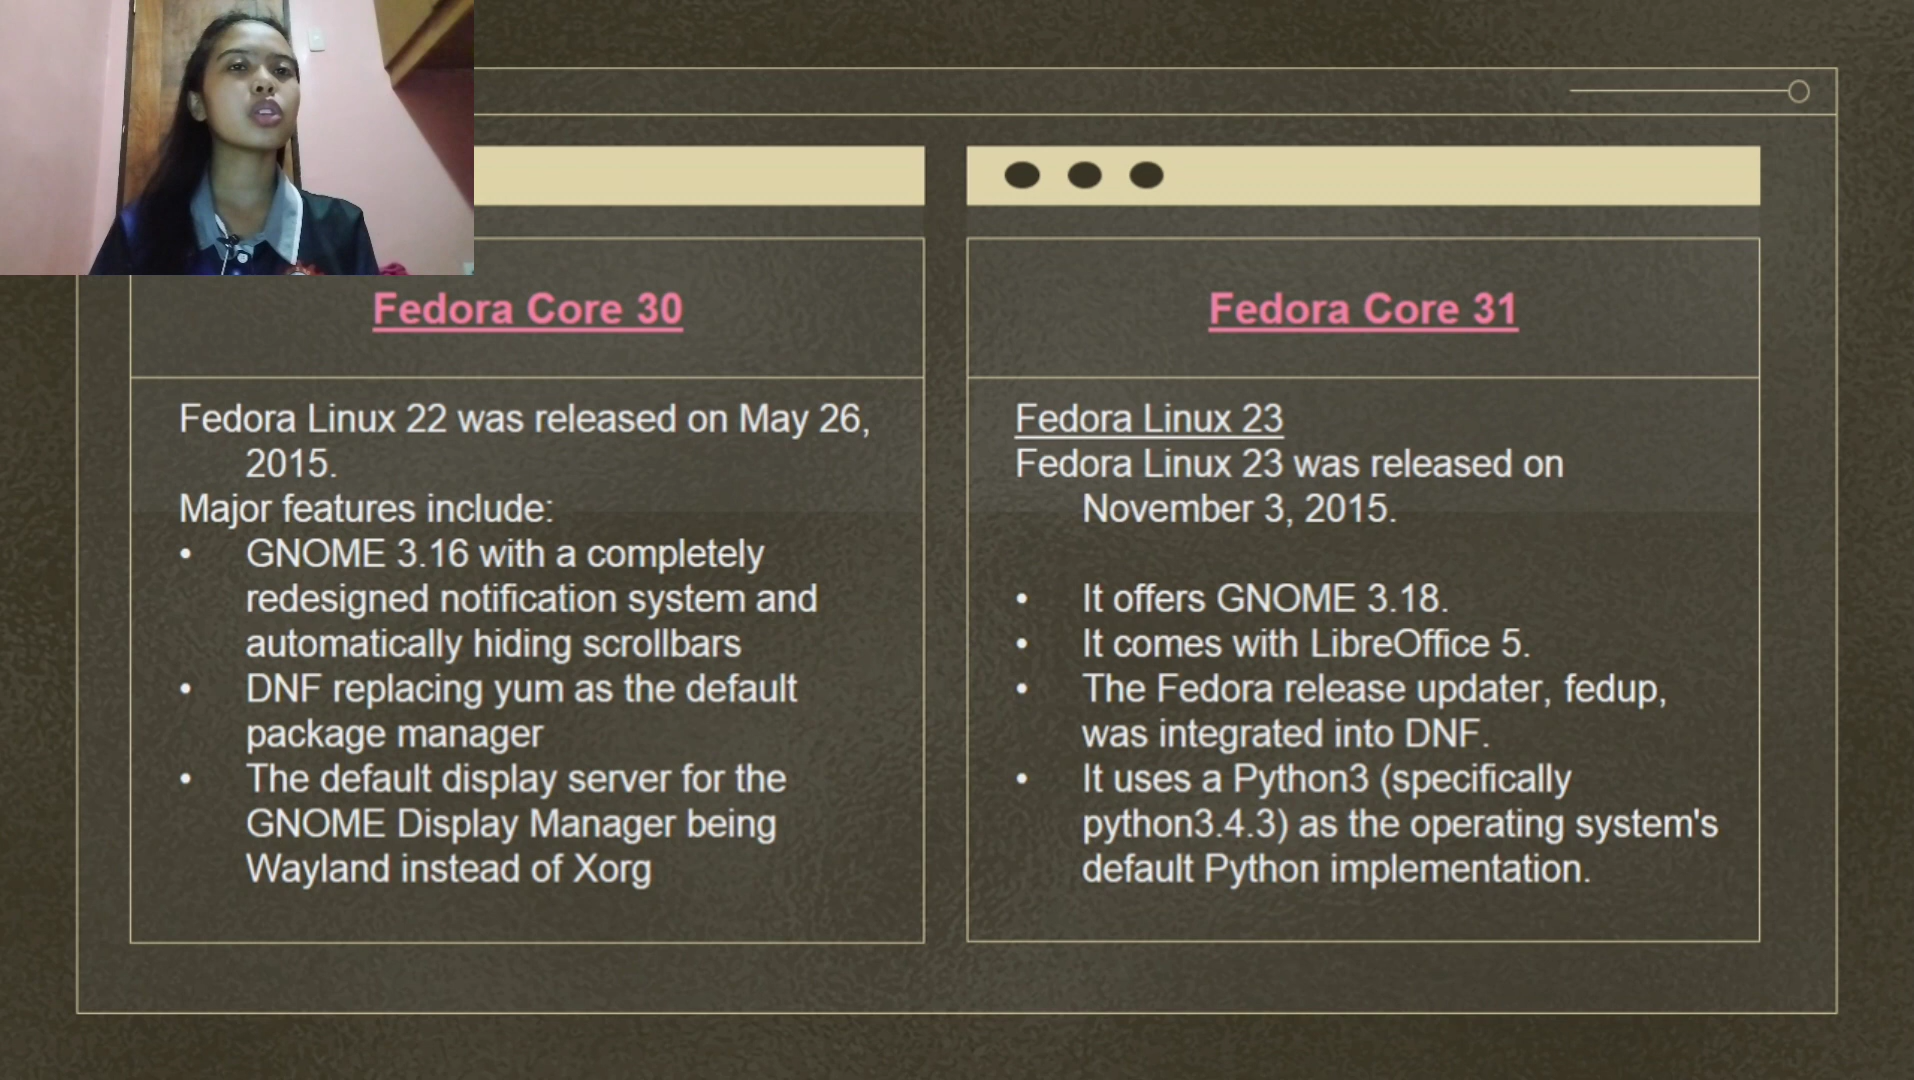 Fedora Core 30
Fedora Linux 22 was released on May 26,
2015.
Major features include:
• GNOME 3.16 with a completely
redesigned notification system and
automatically hiding scrollbars
• DNF replacing yum as the default
package manager
• The default display server for the
GNOME Display Manager being
Wayland instead of Xorg
Fedora Core 31
Fedora Linux 23
Fedora Linux 23 was released on
November 3, 2015.
• It offers GNOME 3.18.
• It comes with LibreOffice 5.
• The Fedora release updater, fedup,
was integrated into DNF.
• It uses a Python3 (specifically
python3.4.3) as the operating system's
default Python implementation.